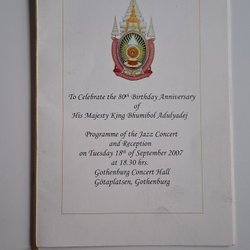 To Celebrate the 80th Birthday Anniversary
of
His Majesty King Bhumibol Adulyadej
Programme of the Jazz Concert
and Reception
on Tuesday 18th of September 2007
at 18.30 hrs.
Gothenburg Concert Hall
Götaplatsen, Gothenburg